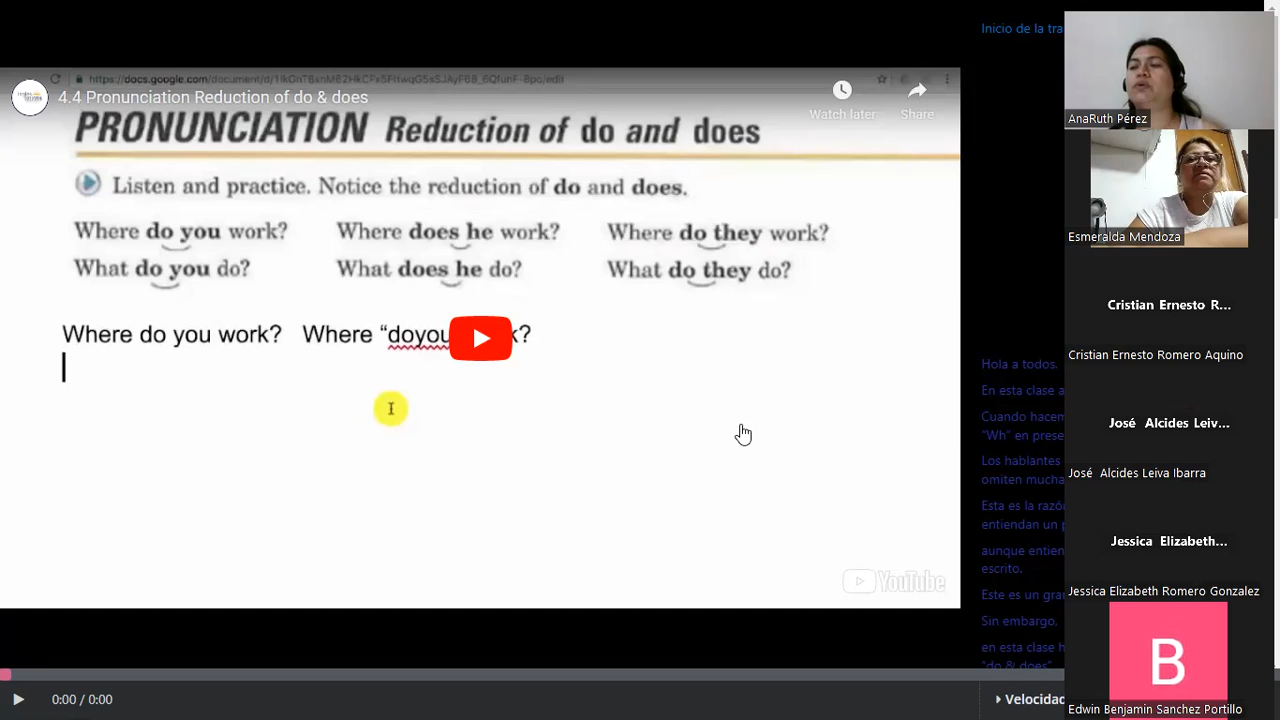 Inicio de la tra
4.4 Pronunciation Reduction of do & does
Watch later
Share
PRONUNCIATION Reduction of do and does
Listen and practice. Notice the reduction of do and does.
Where do you work? Where does he work? Where do they work?
What do you do? What does he do? What do they do?
Where do you work? Where “doyou k?
YouTube
Hola a todos.
En esta clase a
Cuando hacem
"Wh" en prese
Los hablantes
omiten mucha
Esta es la razó
entiendan un p
aunque entien
escrito.
Este es un gra
Sin embargo,
en esta clase h
"do & does"
0:00 / 0:00
Velocidad
AnaRuth Pérez
Esmeralda Mendoza
Cristian Ernesto R...
Cristian Ernesto Romero Aquino
José Alcides Leiv...
José Alcides Leiva Ibarra
Jessica Elizabeth...
Jessica Elizabeth Romero Gonzalez
B
Edwin Benjamin Sanchez Portillo